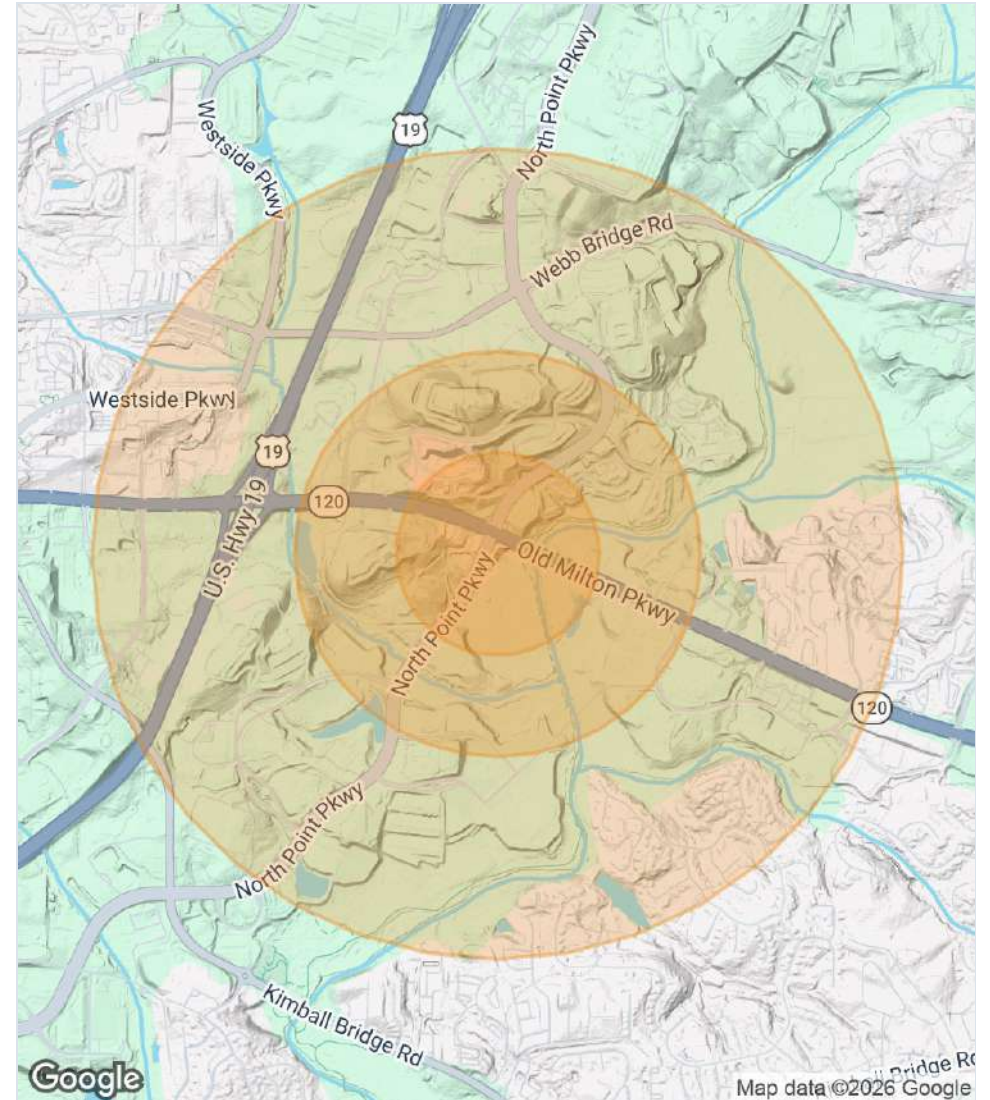 19
North Point Pkwy
Westside Pkwy
Webb Bridge Rd
Westside Pkwy
19
120
U.S. Hwy 19
Old Milton Pkwy
North Point Pkwy
120
North Point Pkwy
Kimball Bridge Rd
Bridge Rd
Google
Map data ©2026 Google